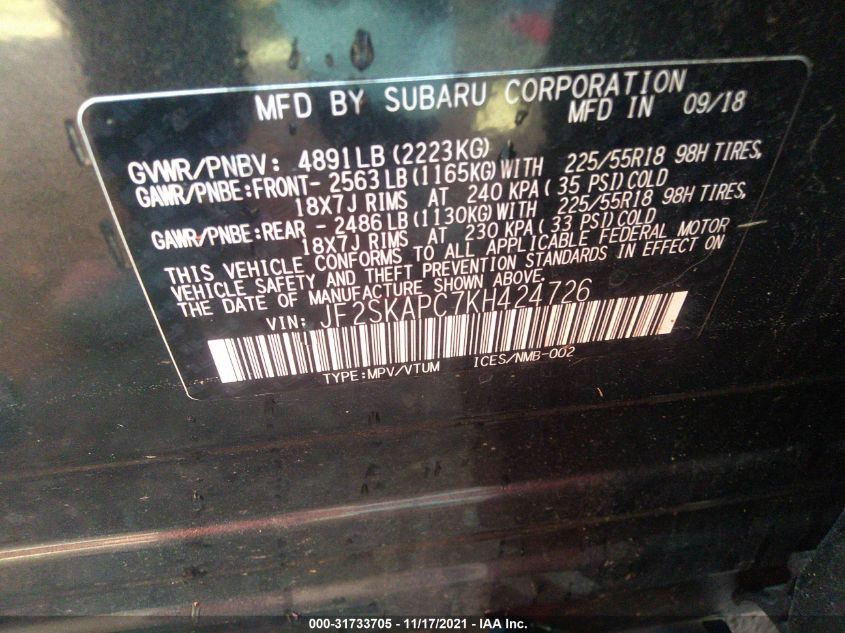 MFD BY SUBARU CORPORATION
MFD IN 09/18
GVWR/PNBV: 4891LB(2223KG)
GAWR/PNBE:FRONT- 2563LB(1165KG)WITH 225/55R18 98H TIRES,
18X7J RIMS AT 240 KPA( 35 PSI)COLD
GAWR/PNBE:REAR - 2486LB(1130KG)WITH 225/55R18 98H TIRES,
18X7J RIMS AT 230 KPA( 33 PSI)COLD
THIS VEHICLE CONFORMS TO ALL APPLICABLE FEDERAL MOTOR
VEHICLE SAFETY AND THEFT PREVENTION STANDARDS IN EFFECT ON
THE DATE OF MANUFACTURE SHOWN ABOVE.
VIN: JF2SKAPC7KH424726
TYPE:MPV/VTUM ICES/NMB-002
000-31733705 - 11/17/2021 - IAA Inc.